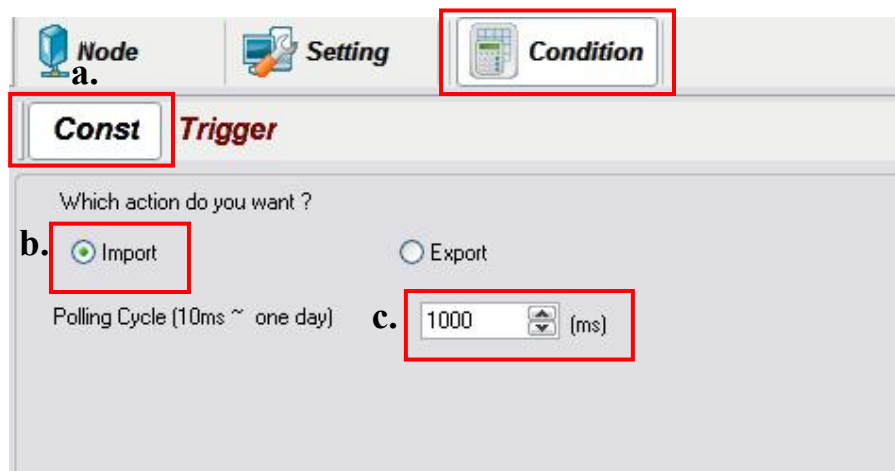 Node Setting Condition
a.
Const Trigger
Which action do you want ?
b. Import Export
Polling Cycle (10ms ~ one day) c. 1000 (ms)